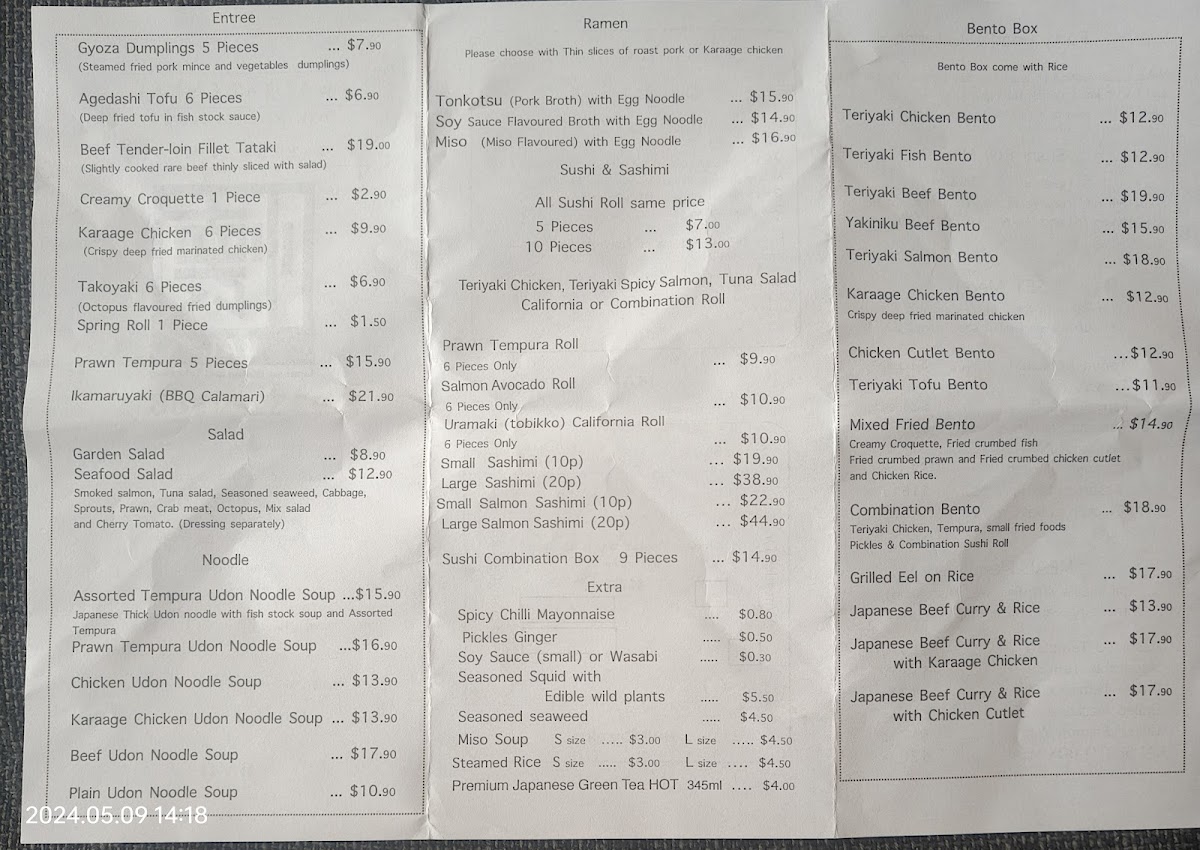 Entree
Gyoza Dumplings 5 Pieces ... $7.90
(Steamed fried pork mince and vegetables dumplings)
Agedashi Tofu 6 Pieces ... $6.90
(Deep fried tofu in fish stock sauce)
Beef Tender-loin Fillet Tataki ... $19.00
(Slightly cooked rare beef thinly sliced with salad)
Creamy Croquette 1 Piece ... $2.90
Karaage Chicken 6 Pieces ... $9.90
(Crispy deep fried marinated chicken)
Takoyaki 6 Pieces ... $6.90
(Octopus flavoured fried dumplings)
Spring Roll 1 Piece ... $1.50
Prawn Tempura 5 Pieces ... $15.90
Ikamaruyaki (BBQ Calamari) ... $21.90
Salad
Garden Salad ... $8.90
Seafood Salad ... $12.90
Smoked salmon, Tuna salad, Seasoned seaweed, Cabbage,
Sprouts, Prawn, Crab meat, Octopus, Mix salad
and Cherry Tomato. (Dressing separately)
Noodle
Assorted Tempura Udon Noodle Soup ...$15.90
Japanese Thick Udon noodle with fish stock soup and Assorted
Tempura
Prawn Tempura Udon Noodle Soup ...$16.90
Chicken Udon Noodle Soup ... $13.90
Karaage Chicken Udon Noodle Soup ... $13.90
Beef Udon Noodle Soup ... $17.90
Plain Udon Noodle Soup ... $10.90
Ramen
Please choose with Thin slices of roast pork or Karaage chicken
Tonkotsu (Pork Broth) with Egg Noodle ... $15.90
Soy Sauce Flavoured Broth with Egg Noodle ... $14.90
Miso (Miso Flavoured) with Egg Noodle ... $16.90
Sushi & Sashimi
All Sushi Roll same price
5 Pieces ... $7.00
10 Pieces ... $13.00
Teriyaki Chicken, Teriyaki Spicy Salmon, Tuna Salad
California or Combination Roll
Prawn Tempura Roll
6 Pieces Only ... $9.90
Salmon Avocado Roll
6 Pieces Only ... $10.90
Uramaki (tobikko) California Roll
6 Pieces Only ... $10.90
Small Sashimi (10p) ... $19.90
Large Sashimi (20p) ... $38.90
Small Salmon Sashimi (10p) ... $22.90
Large Salmon Sashimi (20p) ... $44.90
Sushi Combination Box 9 Pieces ... $14.90
Extra
Spicy Chilli Mayonnaise .... $0.80
Pickles Ginger ..... $0.50
Soy Sauce (small) or Wasabi ..... $0.30
Seasoned Squid with
Edible wild plants ..... $5.50
Seasoned seaweed ..... $4.50
Miso Soup S size ..... $3.00 L size ..... $4.50
Steamed Rice S size ..... $3.00 L size .... $4.50
Premium Japanese Green Tea HOT 345ml .... $4.00
Bento Box
Bento Box come with Rice
Teriyaki Chicken Bento ... $12.90
Teriyaki Fish Bento ... $12.90
Teriyaki Beef Bento ... $19.90
Yakiniku Beef Bento ... $15.90
Teriyaki Salmon Bento ... $18.90
Karaage Chicken Bento ... $12.90
Crispy deep fried marinated chicken
Chicken Cutlet Bento ...$12.90
Teriyaki Tofu Bento ...$11.90
Mixed Fried Bento ... $14.90
Creamy Croquette, Fried crumbed fish
Fried crumbed prawn and Fried crumbed chicken cutlet
and Chicken Rice.
Combination Bento ... $18.90
Teriyaki Chicken, Tempura, small fried foods
Pickles & Combination Sushi Roll
Grilled Eel on Rice ... $17.90
Japanese Beef Curry & Rice ... $13.90
Japanese Beef Curry & Rice ... $17.90
with Karaage Chicken
Japanese Beef Curry & Rice ... $17.90
with Chicken Cutlet
2024.05.09 14:18